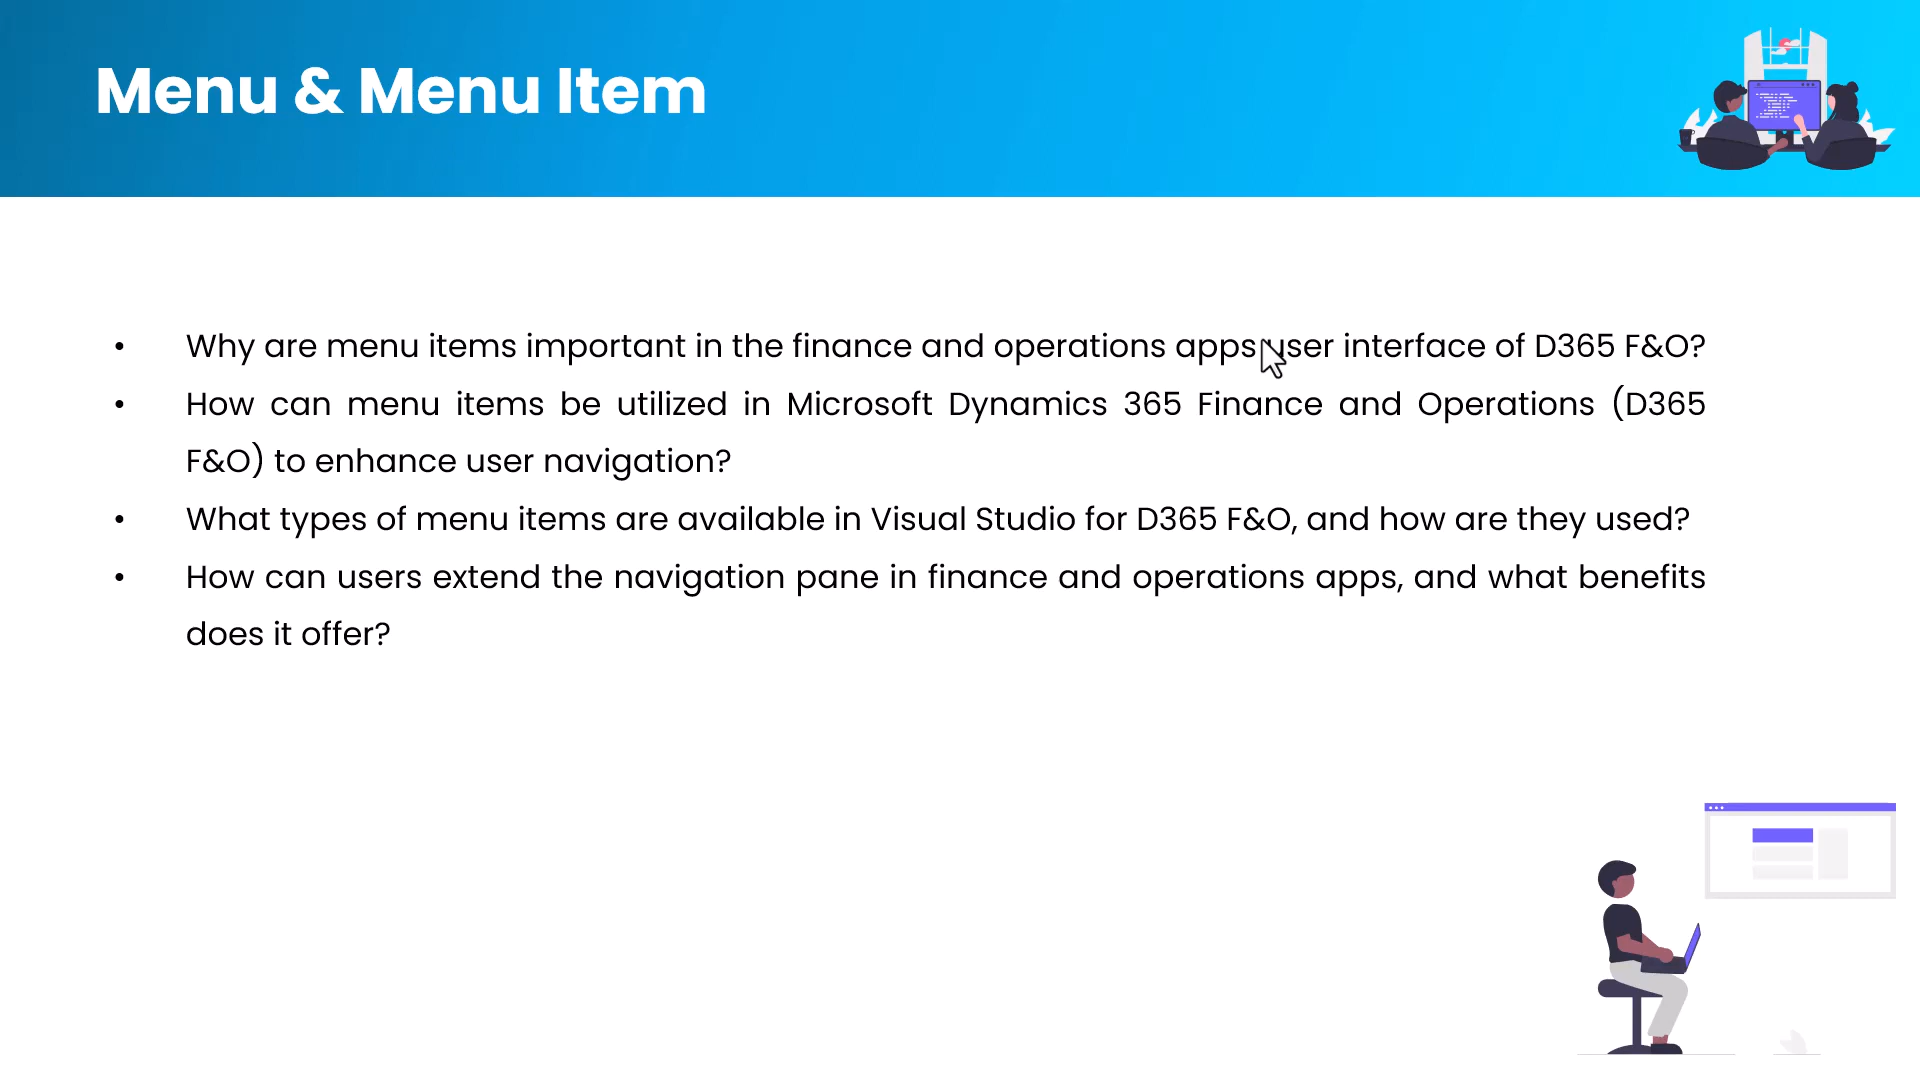 Menu & Menu Item
• Why are menu items important in the finance and operations apps user interface of D365 F&O?
• How can menu items be utilized in Microsoft Dynamics 365 Finance and Operations (D365
F&O) to enhance user navigation?
• What types of menu items are available in Visual Studio for D365 F&O, and how are they used?
• How can users extend the navigation pane in finance and operations apps, and what benefits
does it offer?